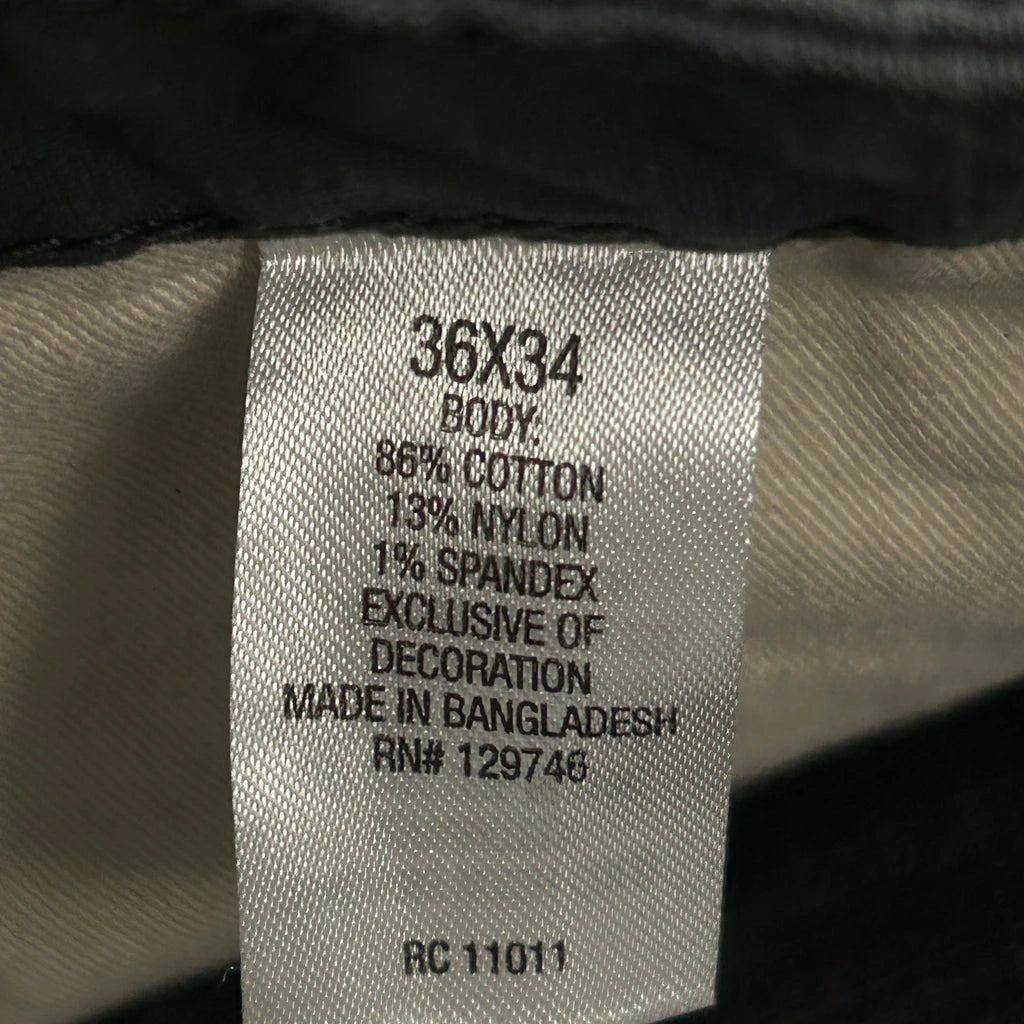 36X34
BODY:
86% COTTON
13% NYLON
1% SPANDEX
EXCLUSIVE OF
DECORATION
MADE IN BANGLADESH
RN# 129746
RC 11011